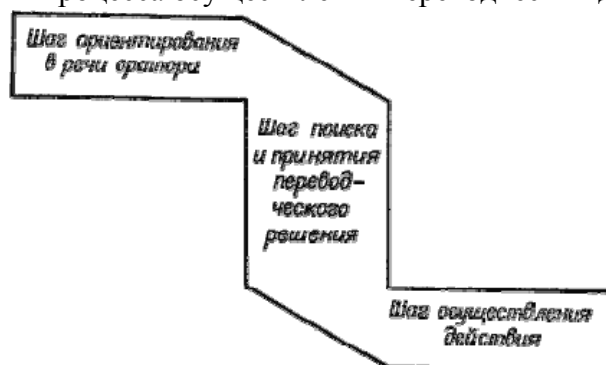 Шаг ориентирования
в речи оратора
Шаг поиска
и принятия
перевод-
ческого
решения
Шаг осуществления
действия